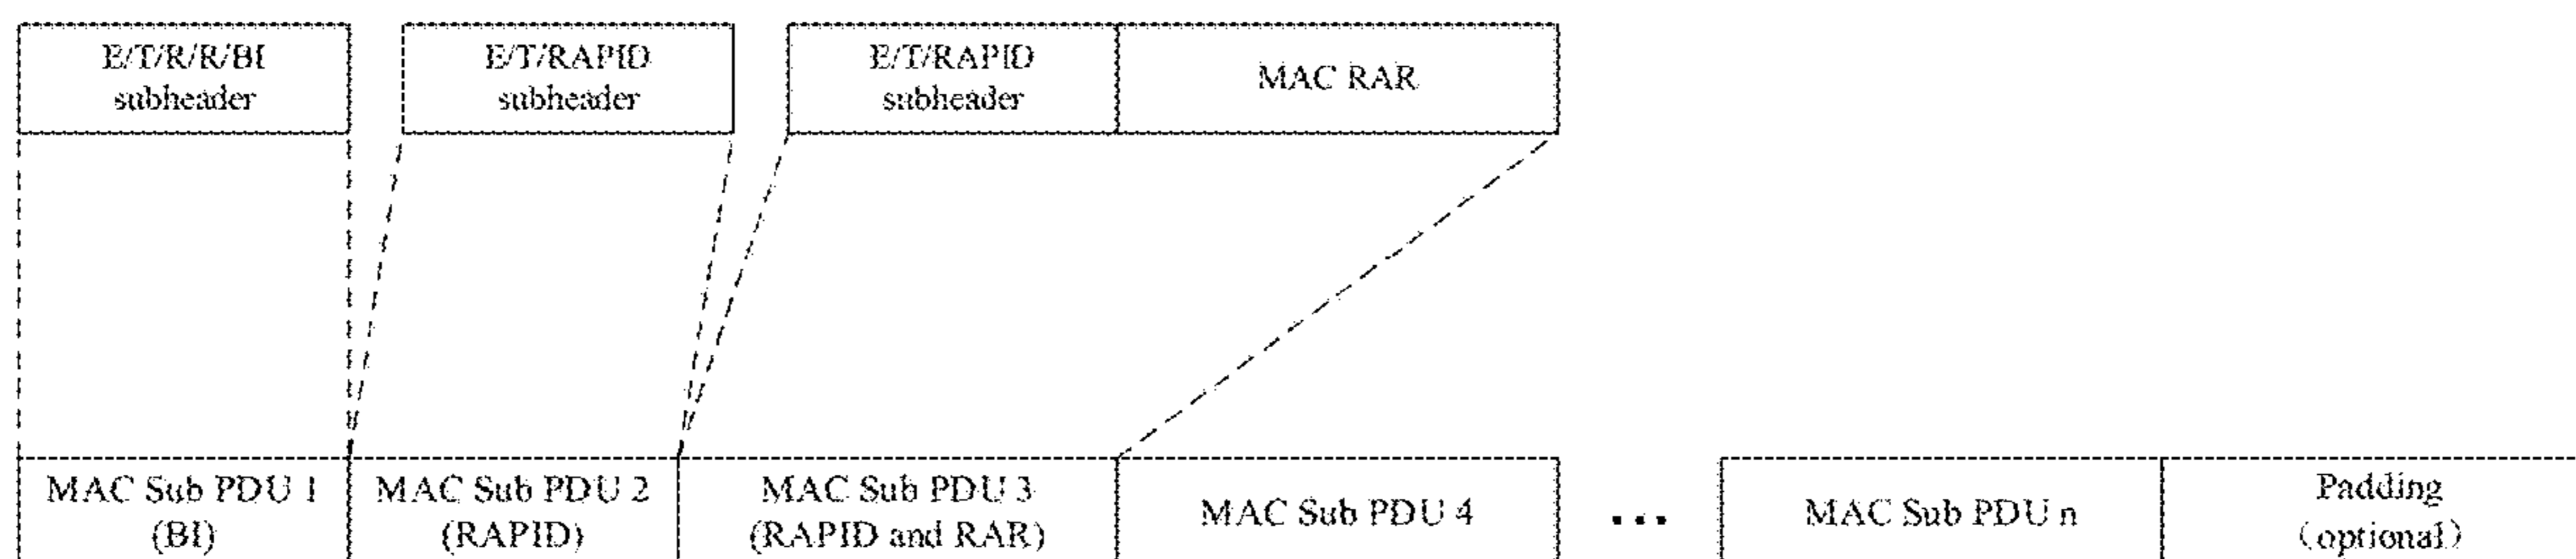 E/T/R/R/BI
subheader
E/T/RAPID
subheader
E/T/RAPID
subheader
MAC RAR
MAC Sub PDU 1
(BI)
MAC Sub PDU 2
(RAPID)
MAC Sub PDU 3
(RAPID and RAR)
MAC Sub PDU 4
...
MAC Sub PDU n
Padding
(optional)